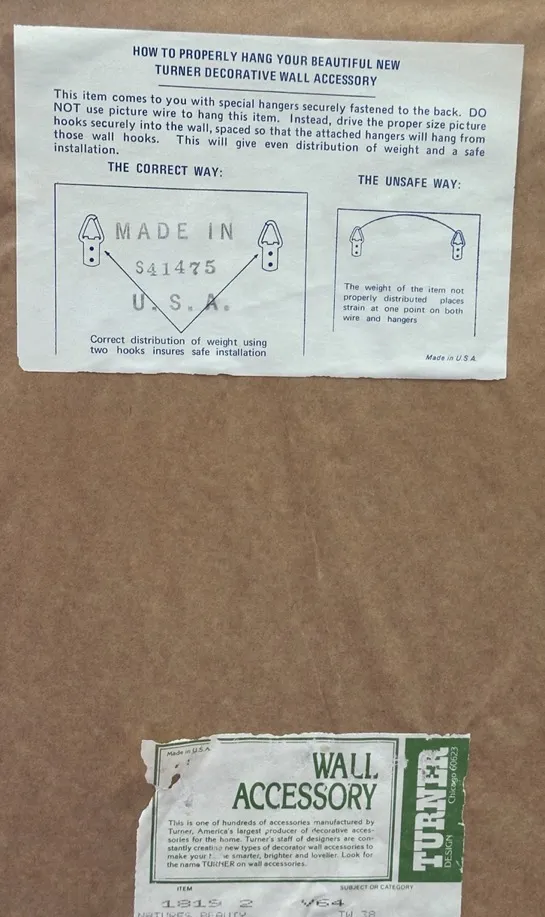 HOW TO PROPERLY HANG YOUR BEAUTIFUL NEW
TURNER DECORATIVE WALL ACCESSORY
This item comes to you with special hangers securely fastened to the back. DO
NOT use picture wire to hang this item. Instead, drive the proper size picture
hooks securely into the wall, spaced so that the attached hangers will hang from
those wall hooks. This will give even distribution of weight and a safe
installation.
THE CORRECT WAY:
MADE IN
S41475
U.S.A.
Correct distribution of weight using
two hooks insures safe installation
THE UNSAFE WAY:
The weight of the item not
properly distributed places
strain at one point on both
wire and hangers
Made in U.S.A.
Made in U.S.A.
WALL
ACCESSORY
This is one of hundreds of accessories manufactured by
Turner, America's largest producer of decorative acces-
sories for the home. Turner's staff of designers are con-
stantly creating new types of decorator wall accessories to
make your smarter, brighter and lovelier. Look for
the name TURNER on wall accessories.
TURNER
DESIGN
Chicago 60623
ITEM
SUBJECT OR CATEGORY
1819 2
V64
NATURES BEAUTY
TW 38